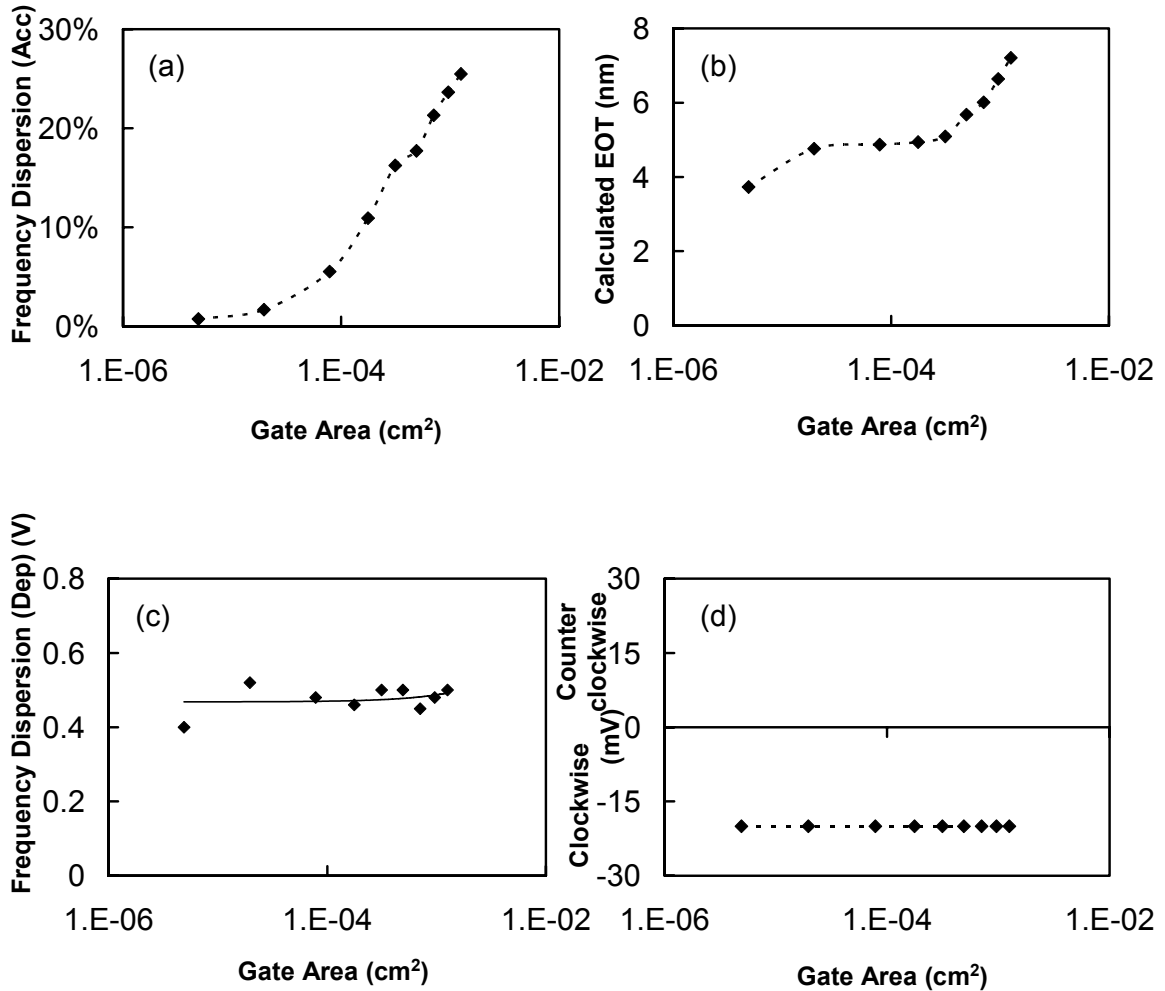 Frequency Dispersion (Acc)
30%
20%
10%
0%
(a)
1.E-06 1.E-04 1.E-02
Gate Area (cm²)
Calculated EOT (nm)
8
6
4
2
0
(b)
1.E-06 1.E-04 1.E-02
Gate Area (cm²)
Frequency Dispersion (Dep) (V)
0.8
0.6
0.4
0.2
0
(c)
1.E-06 1.E-04 1.E-02
Gate Area (cm²)
Clockwise Counter
(mV) clockwise
30
15
0
-15
-30
(d)
1.E-06 1.E-04 1.E-02
Gate Area (cm²)